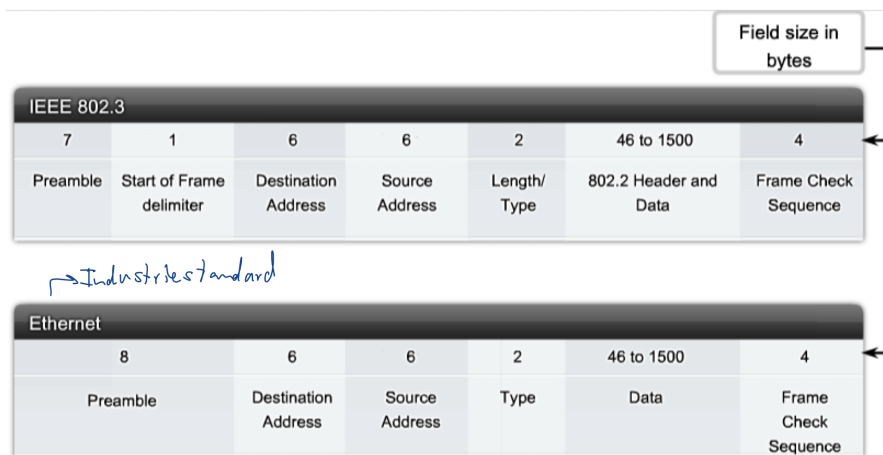 Field size in
bytes
IEEE 802.3
7 1 6 6 2 46 to 1500 4
Preamble Start of Frame Destination Source Length/ 802.2 Header and Frame Check
delimiter Address Address Type Data Sequence
Industriestandard
Ethernet
8 6 6 2 46 to 1500 4
Preamble Destination Source Type Data Frame
Address Address Check
Sequence